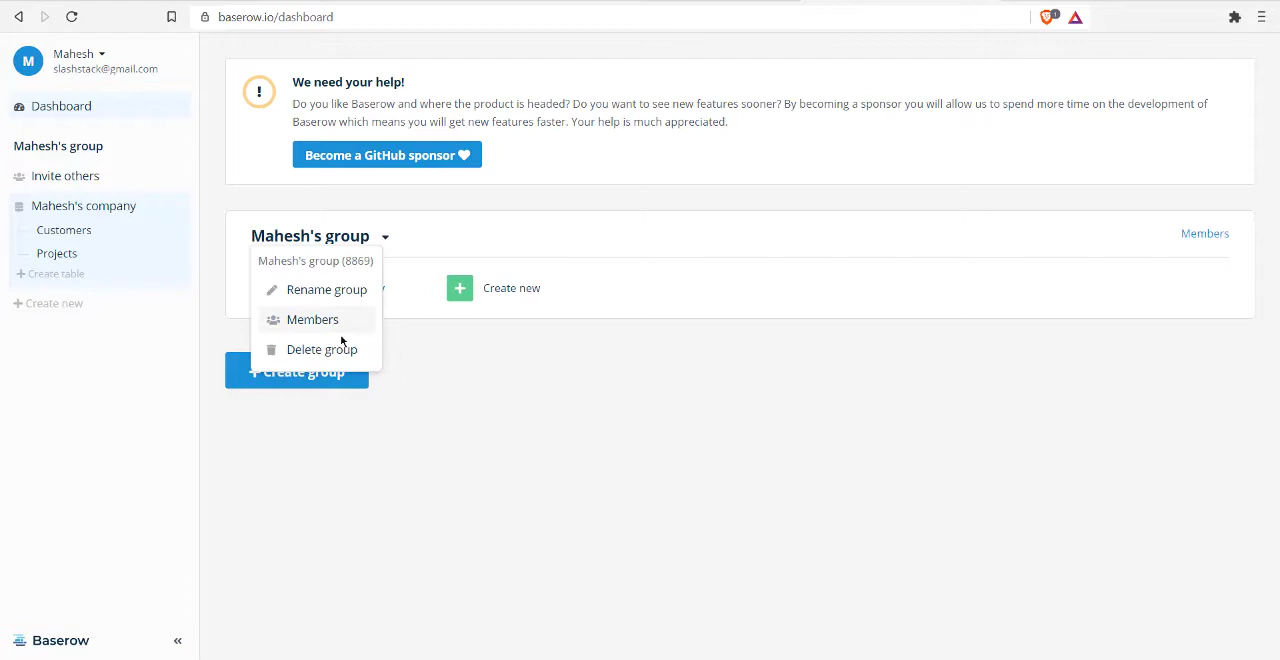 baserow.io/dashboard
1
M
Mahesh
slashstack@gmail.com
Dashboard
Mahesh's group
Invite others
Mahesh's company
Customers
Projects
+ Create table
+ Create new
Baserow
«
!
We need your help!
Do you like Baserow and where the product is headed? Do you want to see new features sooner? By becoming a sponsor you will allow us to spend more time on the development of
Baserow which means you will get new features faster. Your help is much appreciated.
Become a GitHub sponsor
Mahesh's group
Members
Mahesh's group (8869)
Rename group
Members
Delete group
+ Create new
+ Create group